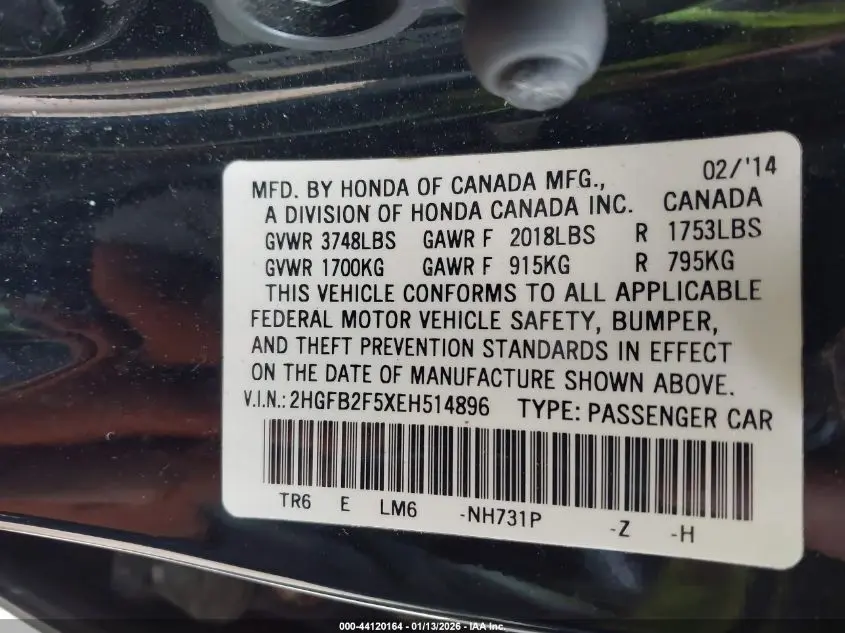 02/'14
MFD. BY HONDA OF CANADA MFG.,
A DIVISION OF HONDA CANADA INC. CANADA
GVWR 3748LBS GAWR F 2018LBS R 1753LBS
GVWR 1700KG GAWR F 915KG R 795KG
THIS VEHICLE CONFORMS TO ALL APPLICABLE
FEDERAL MOTOR VEHICLE SAFETY, BUMPER,
AND THEFT PREVENTION STANDARDS IN EFFECT
ON THE DATE OF MANUFACTURE SHOWN ABOVE.
V.I.N.: 2HGFB2F5XEH514896 TYPE: PASSENGER CAR
TR6 E LM6 -NH731P -Z -H
000-44120164 - 01/13/2026 - IAA Inc.